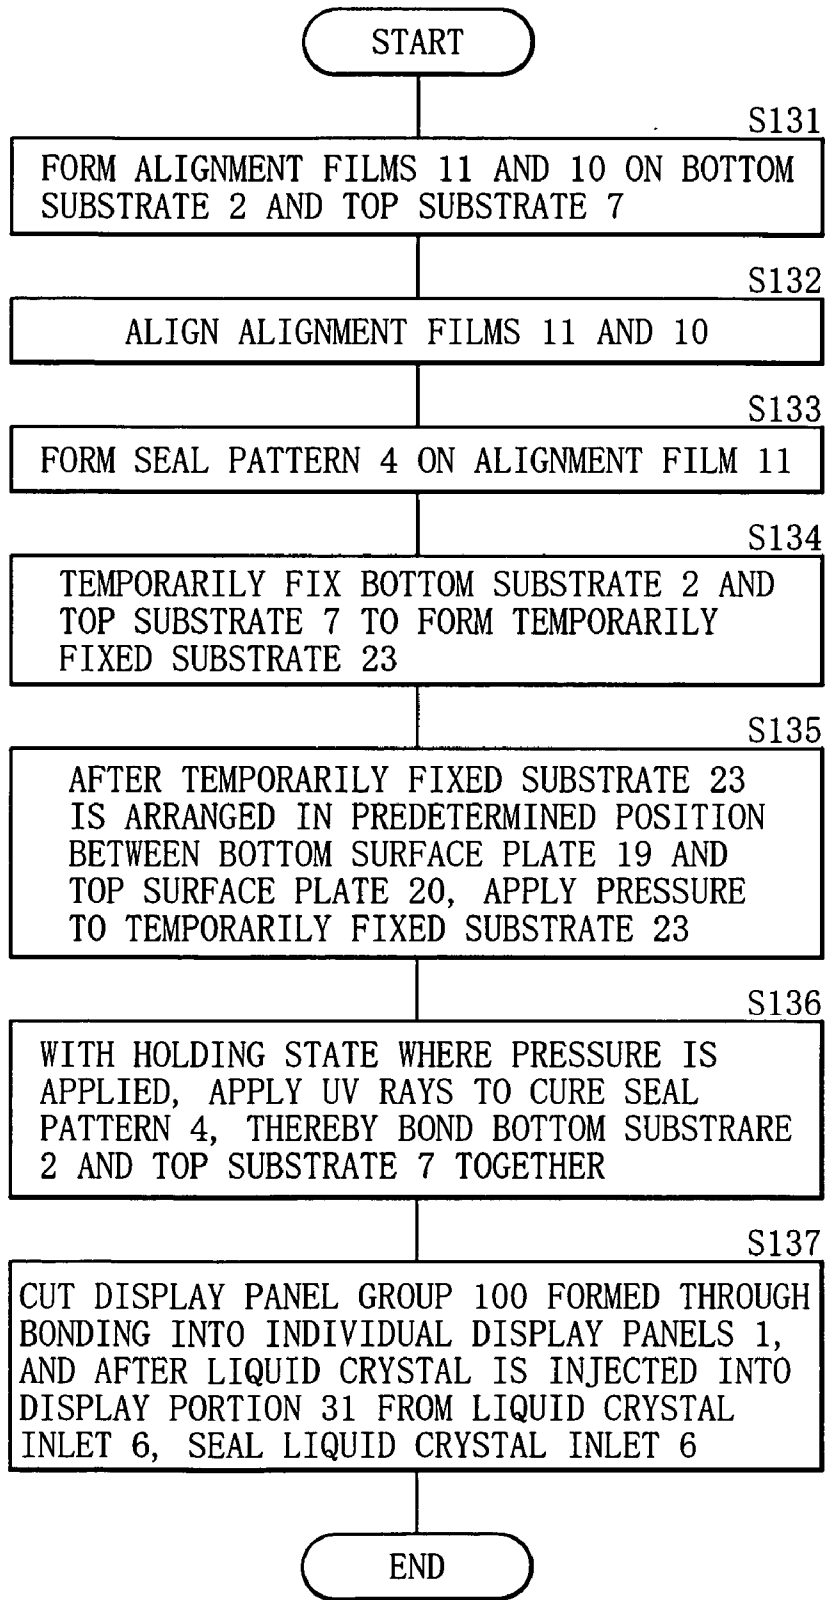 START
S131
FORM ALIGNMENT FILMS 11 AND 10 ON BOTTOM
SUBSTRATE 2 AND TOP SUBSTRATE 7
S132
ALIGN ALIGNMENT FILMS 11 AND 10
S133
FORM SEAL PATTERN 4 ON ALIGNMENT FILM 11
S134
TEMPORARILY FIX BOTTOM SUBSTRATE 2 AND
TOP SUBSTRATE 7 TO FORM TEMPORARILY
FIXED SUBSTRATE 23
S135
AFTER TEMPORARILY FIXED SUBSTRATE 23
IS ARRANGED IN PREDETERMINED POSITION
BETWEEN BOTTOM SURFACE PLATE 19 AND
TOP SURFACE PLATE 20, APPLY PRESSURE
TO TEMPORARILY FIXED SUBSTRATE 23
S136
WITH HOLDING STATE WHERE PRESSURE IS
APPLIED, APPLY UV RAYS TO CURE SEAL
PATTERN 4, THEREBY BOND BOTTOM SUBSTRARE
2 AND TOP SUBSTRATE 7 TOGETHER
S137
CUT DISPLAY PANEL GROUP 100 FORMED THROUGH
BONDING INTO INDIVIDUAL DISPLAY PANELS 1,
AND AFTER LIQUID CRYSTAL IS INJECTED INTO
DISPLAY PORTION 31 FROM LIQUID CRYSTAL
INLET 6, SEAL LIQUID CRYSTAL INLET 6
END